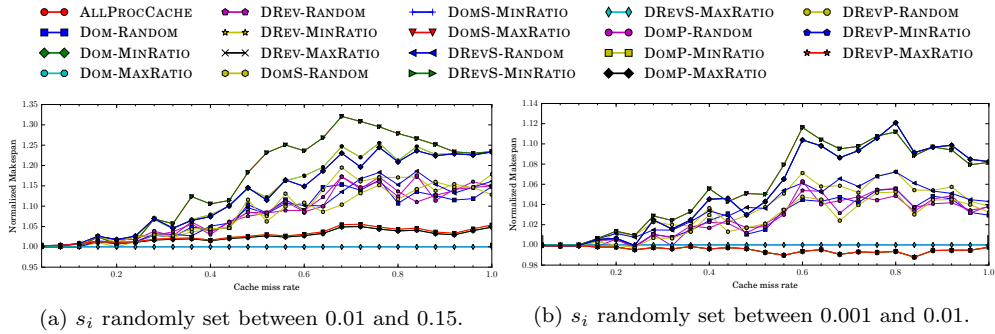 ALLPROCCACHE DREV-RANDOM DOMS-MINRATIO DREVS-MAXRATIO DREVP-RANDOM
DOM-RANDOM DREV-MINRATIO DOMS-MAXRATIO DOMP-RANDOM DREVP-MINRATIO
DOM-MINRATIO DREV-MAXRATIO DREVS-RANDOM DOMP-MINRATIO DREVP-MAXRATIO
DOM-MAXRATIO DOMS-RANDOM DREVS-MINRATIO DOMP-MAXRATIO
Normalized Makespan
1.35
1.30
1.25
1.20
1.15
1.10
1.05
1.00
0.95
0.2 0.4 0.6 0.8 1.0
Cache miss rate
(a) s_i randomly set between 0.01 and 0.15.
Normalized Makespan
1.14
1.12
1.10
1.08
1.06
1.04
1.02
1.00
0.98
0.2 0.4 0.6 0.8 1.0
Cache miss rate
(b) s_i randomly set between 0.001 and 0.01.